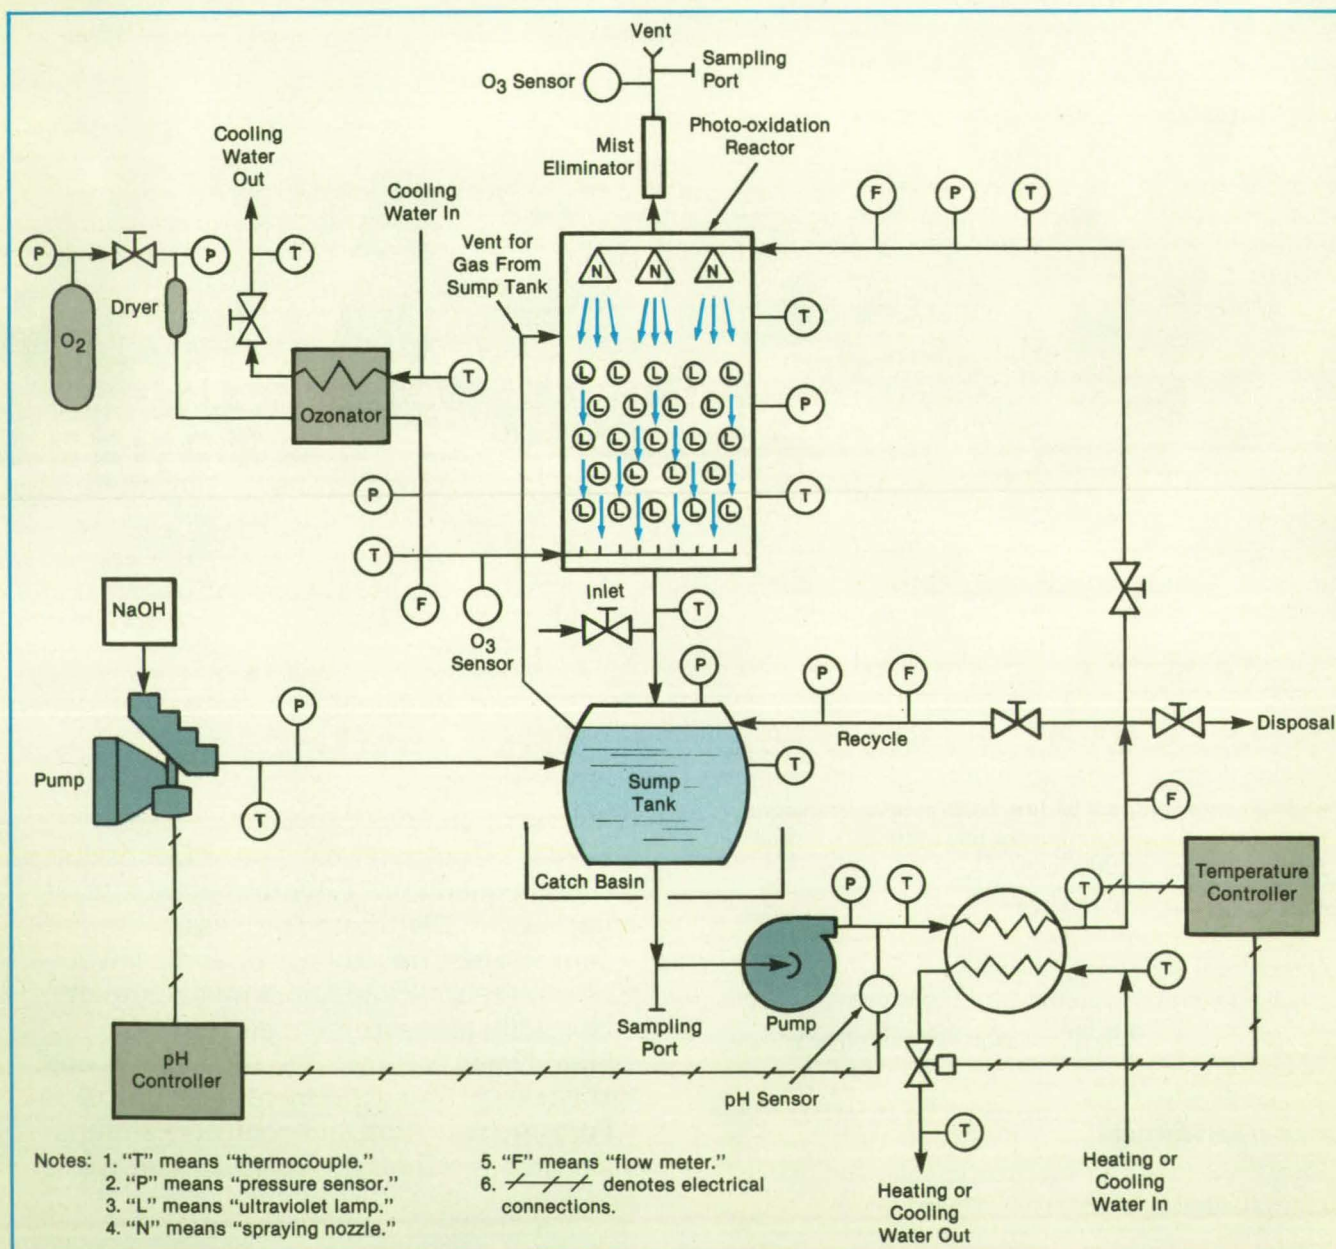 Vent
Sampling
Port
O3 Sensor
Photo-oxidation
Reactor
Mist
Eliminator
Cooling
Water
Out
Cooling
Water In
F
P
T
P
P
T
Vent for
Gas From
Sump Tank
N
N
N
Dryer
O2
T
T
Ozonator
L L L L L
L L L L
P
L L L L L
L L L L
P
T
L L L L L
T
F
O3
Sensor
Inlet
T
NaOH
P
P
F
P
Recycle
Disposal
Pump
T
Sump
Tank
T
F
Catch Basin
P
T
T
Temperature
Controller
T
Sampling
Port
Pump
pH
Controller
pH Sensor
T
Heating or
Cooling
Water In
Heating or
Cooling
Water Out
Notes: 1. “T” means “thermocouple.”
2. “P” means “pressure sensor.”
3. “L” means “ultraviolet lamp.”
4. “N” means “spraying nozzle.”
5. “F” means “flow meter.”
6. denotes electrical
connections.